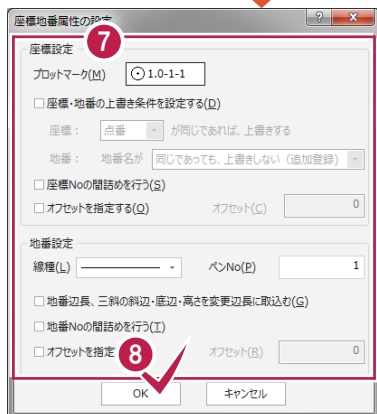 座標地番属性の設定
7
座標設定
プロットマーク(M) 1.0-1-1
座標・地番の上書き条件を設定する(D)
座標： 点番 が同じであれば、上書きする
地番： 地番名が 同じであっても、上書きしない（追加登録）
座標Noの間詰めを行う(S)
オフセットを指定する(O) オフセット(C) 0
地番設定
線種(L) ペンNo(P) 1
地番辺長、三斜の斜辺・底辺・高さを変更辺長に取込む(G)
地番Noの間詰めを行う(T)
オフセットを指定 オフセット(R) 0
8
OK キャンセル